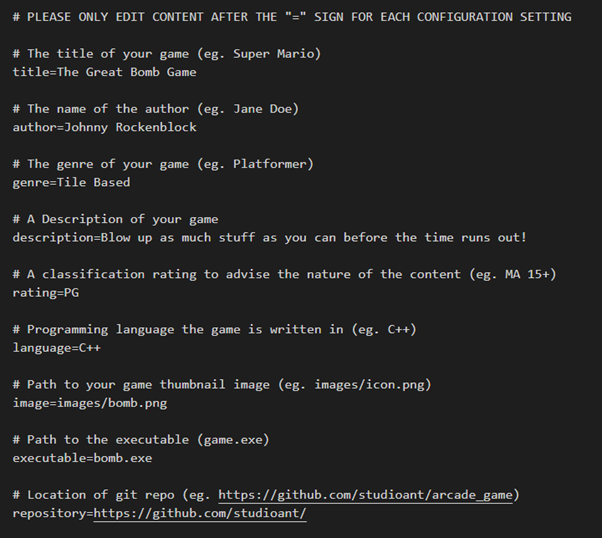 # PLEASE ONLY EDIT CONTENT AFTER THE "=" SIGN FOR EACH CONFIGURATION SETTING
# The title of your game (eg. Super Mario)
title=The Great Bomb Game
# The name of the author (eg. Jane Doe)
author=Johnny Rockenblock
# The genre of your game (eg. Platformer)
genre=Tile Based
# A Description of your game
description=Blow up as much stuff as you can before the time runs out!
# A classification rating to advise the nature of the content (eg. MA 15+)
rating=PG
# Programming language the game is written in (eg. C++)
language=C++
# Path to your game thumbnail image (eg. images/icon.png)
image=images/bomb.png
# Path to the executable (game.exe)
executable=bomb.exe
# Location of git repo (eg. https://github.com/studioant/arcade_game)
repository=https://github.com/studioant/